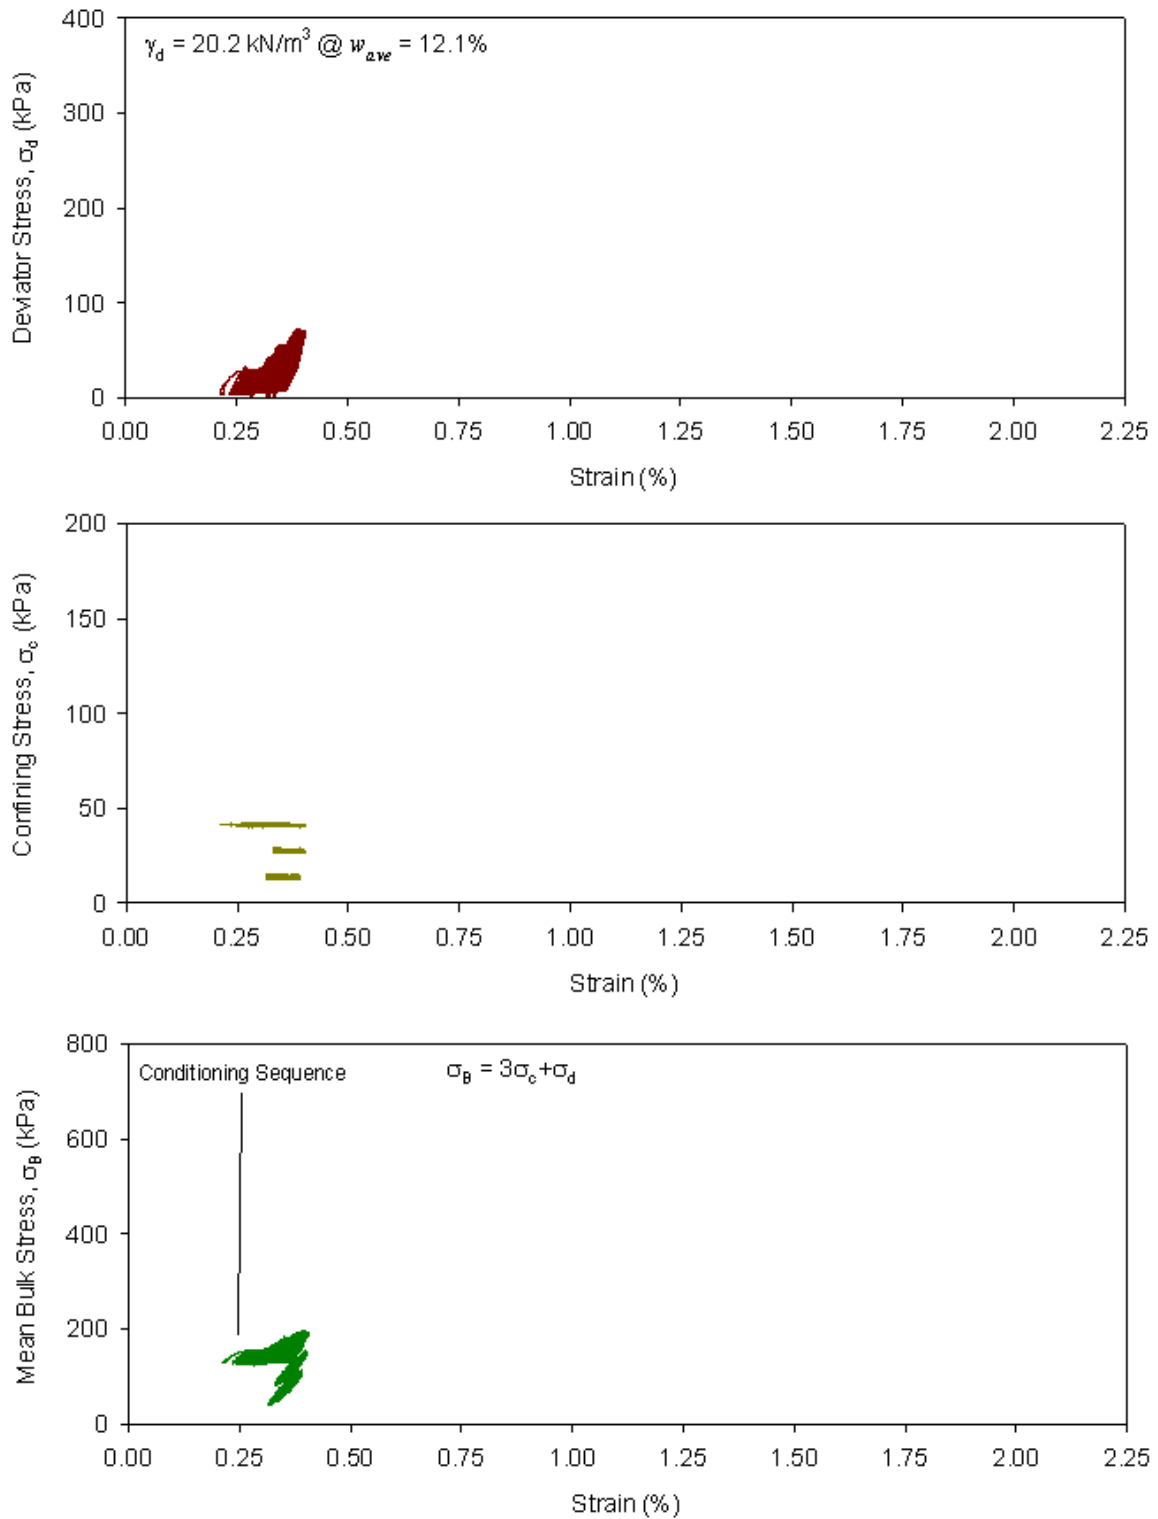 400
300
200
100
0
Deviator Stress, σd (kPa)
γd = 20.2 kN/m³ @ wave = 12.1%
0.00 0.25 0.50 0.75 1.00 1.25 1.50 1.75 2.00 2.25
Strain (%)
200
150
100
50
0
Confining Stress, σc (kPa)
0.00 0.25 0.50 0.75 1.00 1.25 1.50 1.75 2.00 2.25
Strain (%)
800
600
400
200
0
Mean Bulk Stress, σB (kPa)
Conditioning Sequence
σB = 3σc+σd
0.00 0.25 0.50 0.75 1.00 1.25 1.50 1.75 2.00 2.25
Strain (%)